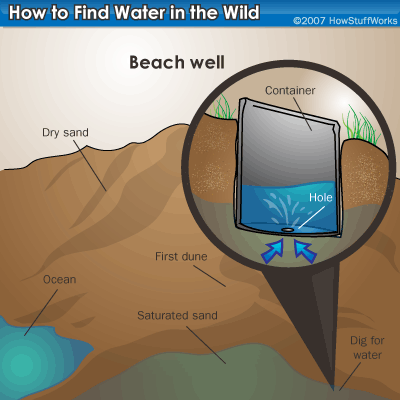 How to Find Water in the Wild
©2007 HowStuffWorks
Beach well
Container
Dry sand
Hole
First dune
Ocean
Saturated sand
Dig for
water